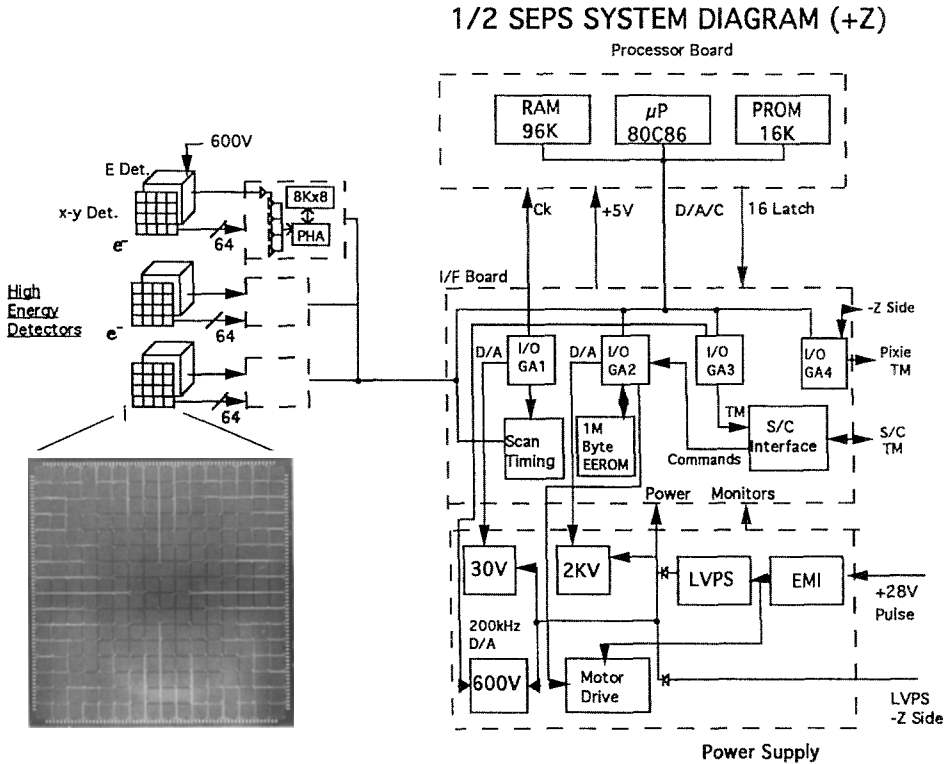 1/2 SEPS SYSTEM DIAGRAM (+Z)
Processor Board
RAM
96K
µP
80C86
PROM
16K
600V
E Det.
x-y Det.
e-
64
8Kx8
PHA
Ck
+5V
D/A/C
16 Latch
High
Energy
Detectors
e-
64
64
I/F Board
-Z Side
D/A
I/O
GA1
D/A
I/O
GA2
I/O
GA3
I/O
GA4
Pixie
TM
Scan
Timing
1M
Byte
EEROM
TM
Commands
S/C
Interface
S/C
TM
Power
Monitors
30V
2KV
LVPS
EMI
+28V
Pulse
200kHz
D/A
600V
Motor
Drive
LVPS
-Z Side
Power Supply